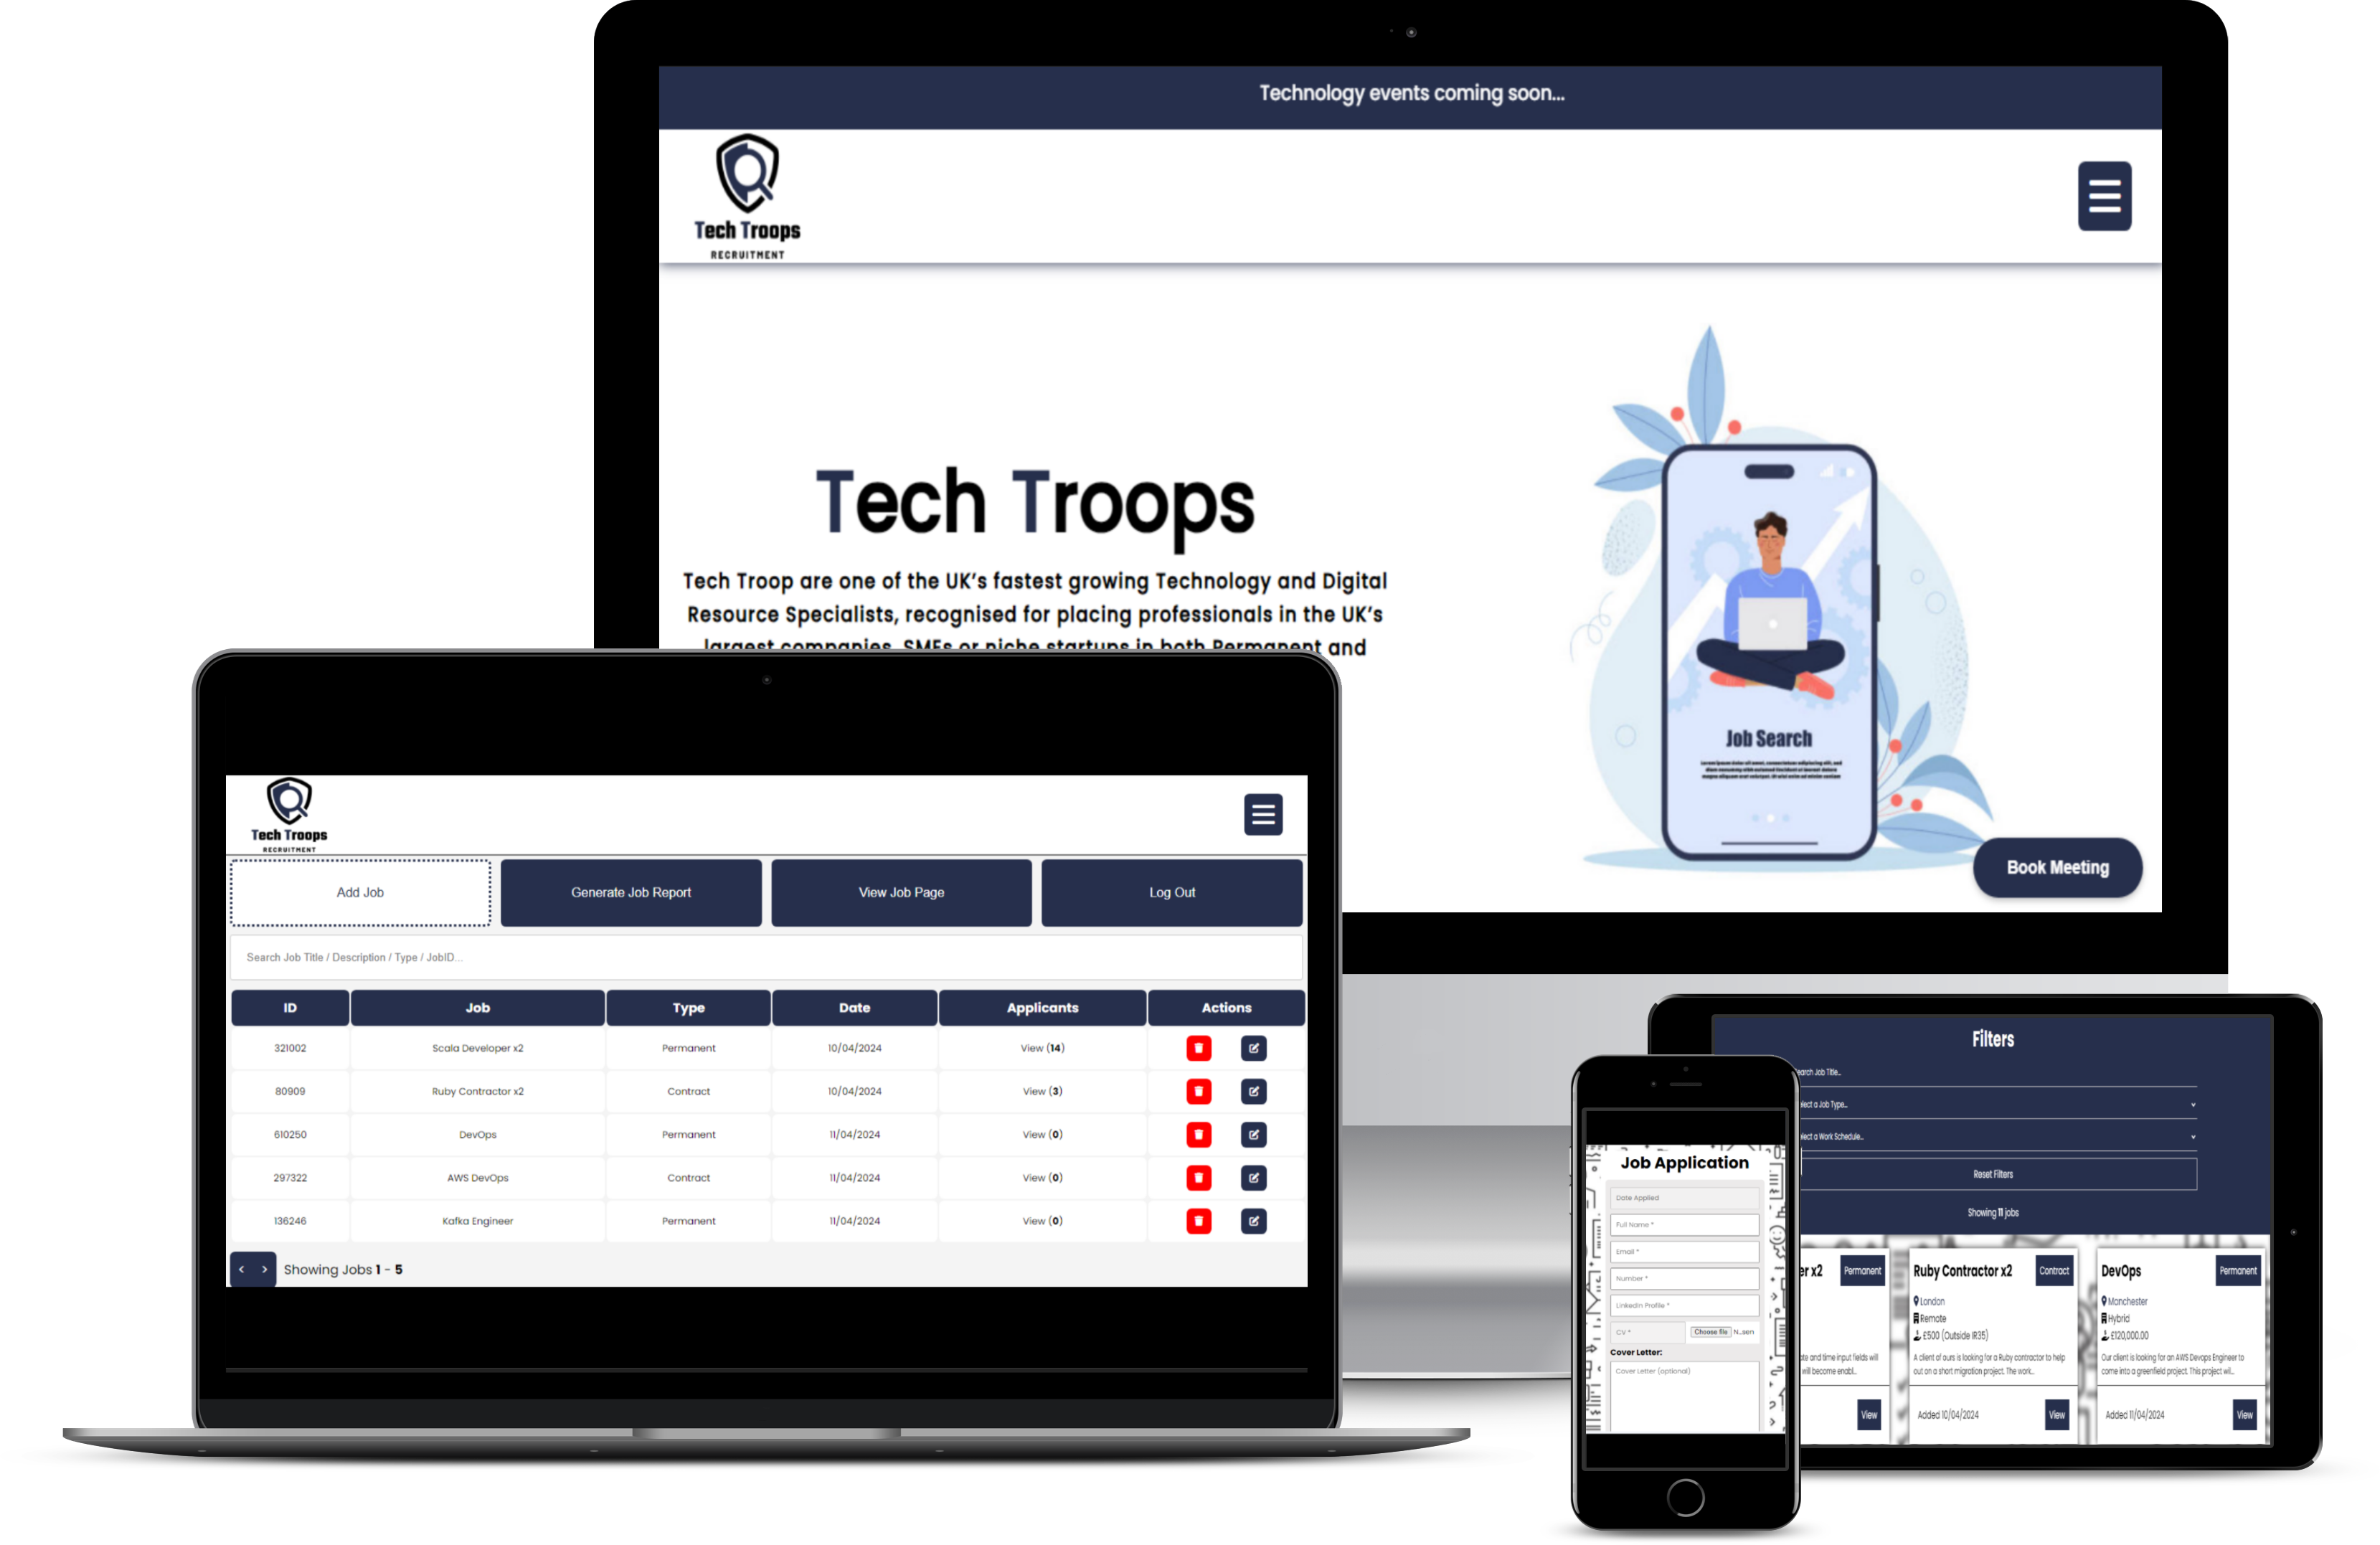 Technology events coming soon...
Tech Troops
RECRUITMENT
Tech Troops
Tech Troop are one of the UK's fastest growing Technology and Digital
Resource Specialists, recognised for placing professionals in the UK's
largest companies, SMEs or niche startups in both Permanent and
Job Search
Book Meeting
Tech Troops
RECRUITMENT
Add Job
Generate Job Report
View Job Page
Log Out
Search Job Title / Description / Type / JobID...
ID Job Type Date Applicants Actions
321002 Scala Developer x2 Permanent 10/04/2024 View (14)
80909 Ruby Contractor x2 Contract 10/04/2024 View (3)
610250 DevOps Permanent 11/04/2024 View (0)
297322 AWS DevOps Contract 11/04/2024 View (0)
136246 Kafka Engineer Permanent 11/04/2024 View (0)
< > Showing Jobs 1 - 5
Job Application
Date Applied
Full Name *
Email *
Number *
LinkedIn Profile *
CV * Choose file N...sen
Cover Letter:
Cover Letter (optional)
Filters
earch Job Title...
lect a Job Type...
lect a Work Schedule...
Reset Filters
Showing 11 jobs
er x2 Permanent
ate and time input fields will
will become enabl...
View
Ruby Contractor x2 Contract
London
Remote
£500 (Outside IR35)
A client of ours is looking for a Ruby contractor to help
out on a short migration project. The work...
Added 10/04/2024 View
DevOps Permanent
Manchester
Hybrid
£120,000.00
Our client is looking for an AWS Devops Engineer to
come into a greenfield project. This project wil...
Added 11/04/2024 View